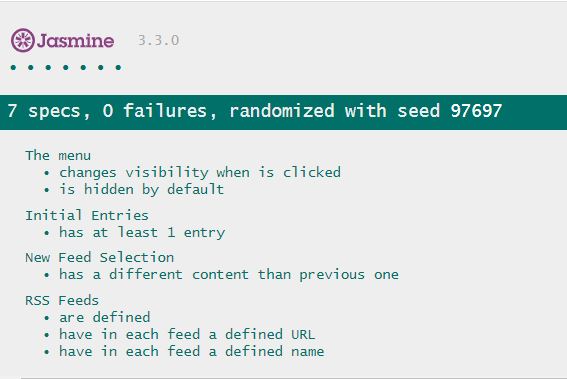 Jasmine 3.3.0
• • • • • • •
7 specs, 0 failures, randomized with seed 97697
The menu
• changes visibility when is clicked
• is hidden by default
Initial Entries
• has at least 1 entry
New Feed Selection
• has a different content than previous one
RSS Feeds
• are defined
• have in each feed a defined URL
• have in each feed a defined name